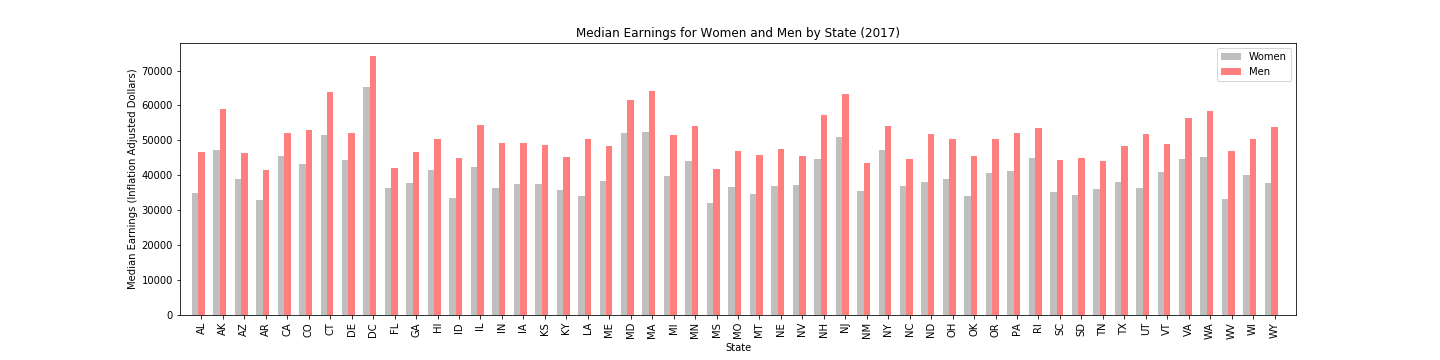 Median Earnings for Women and Men by State (2017)
Women
Men
Median Earnings (Inflation Adjusted Dollars)
70000
60000
50000
40000
30000
20000
10000
0
AL AK AZ AR CA CO CT DE DC FL GA HI ID IL IN IA KS KY LA ME MD MA MI MN MS MO MT NE NV NH NJ NM NY NC ND OH OK OR PA RI SC SD TN TX UT VT VA WA WV WI WY
State